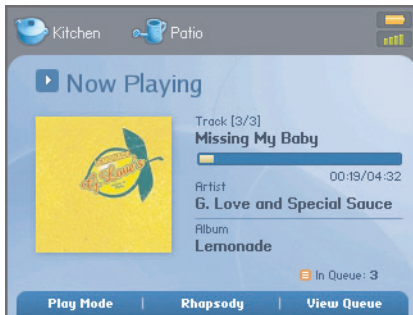 Kitchen Patio
Now Playing
Track [3/3]
Missing My Baby
00:19/04:32
Artist
G. Love and Special Sauce
Album
Lemonade
G. Love's
In Queue: 3
Play Mode | Rhapsody | View Queue